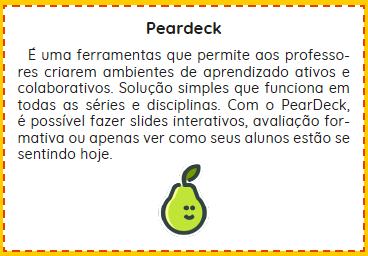 Peardeck
É uma ferramentas que permite aos professo-
res criarem ambientes de aprendizado ativos e
colaborativos. Solução simples que funciona em
todas as séries e disciplinas. Com o PearDeck,
é possível fazer slides interativos, avaliação for-
mativa ou apenas ver como seus alunos estão se
sentindo hoje.